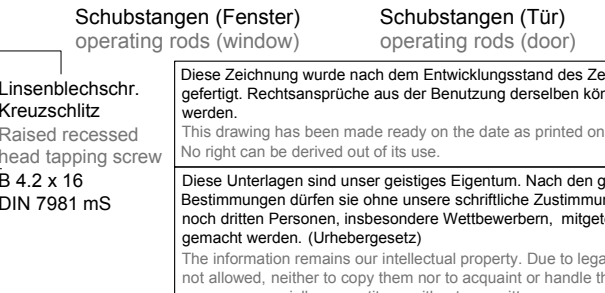 Schubstangen (Fenster)
operating rods (window)
Schubstangen (Tür)
operating rods (door)
Linsenblechschr.
Kreuzschlitz
Raised recessed
head tapping screw
B 4.2 x 16
DIN 7981 mS
Diese Zeichnung wurde nach dem Entwicklungsstand des
gefertigt. Rechtsansprüche aus der Benutzung derselben
werden.
This drawing has been made ready on the date as printed on
No right can be derived out of its use.
Diese Unterlagen sind unser geistiges Eigentum. Nach den
Bestimmungen dürfen sie ohne unsere schriftliche
noch dritten Personen, insbesondere Wettbewerbern,
gemacht werden. (Urhebergesetz)
The information remains our intellectual property. Due to
not allowed, neither to copy them nor to acquaint or handle